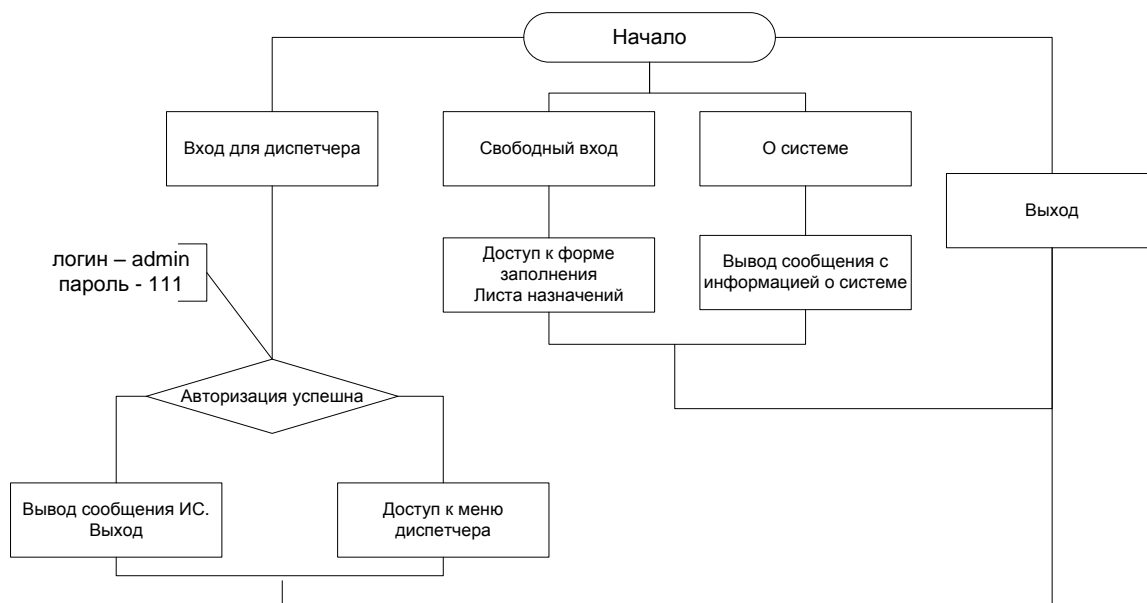 Начало
Вход для диспетчера
Свободный вход
О системе
Выход
логин – admin
пароль - 111
Доступ к форме
заполнения
Листа назначений
Вывод сообщения с
информацией о системе
Авторизация успешна
Вывод сообщения ИС.
Выход
Доступ к меню
диспетчера